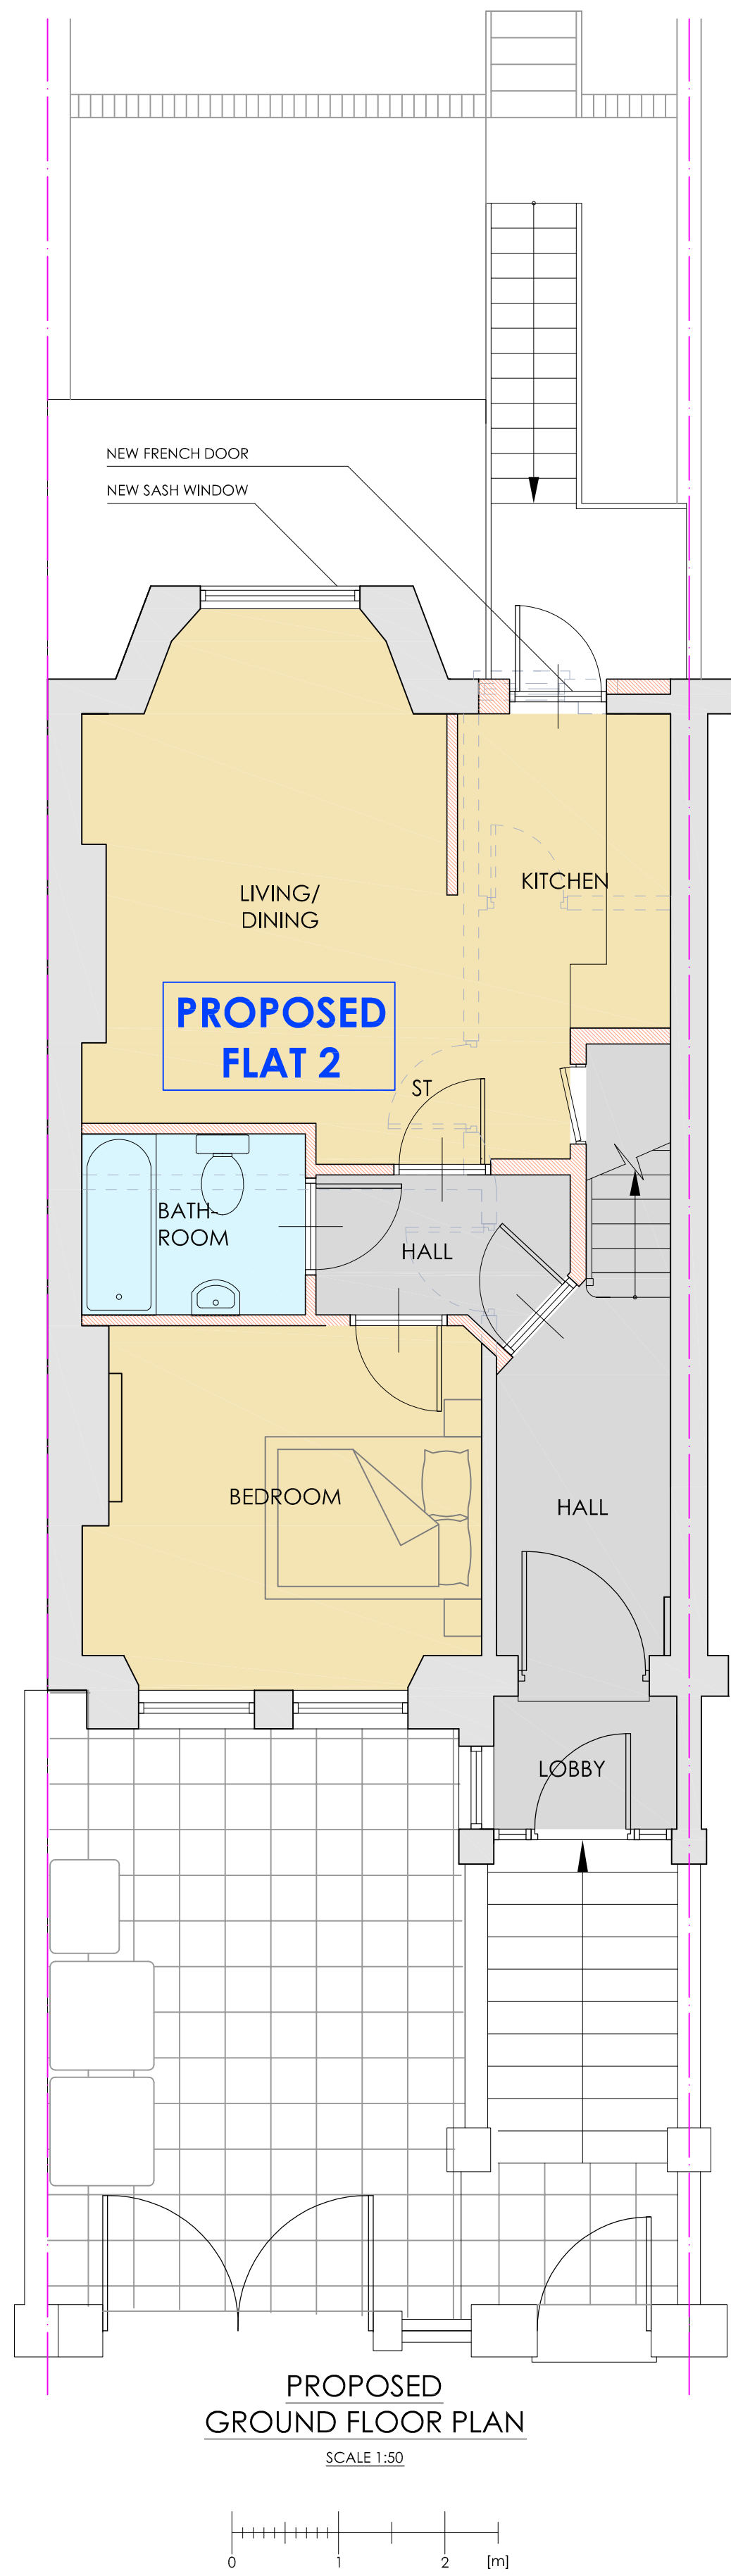 NEW FRENCH DOOR
NEW SASH WINDOW
LIVING/
DINING
KITCHEN
PROPOSED
FLAT 2
ST
BATH-
ROOM
HALL
BEDROOM
HALL
LOBBY
PROPOSED
GROUND FLOOR PLAN
SCALE 1:50
0 1 2 [m]